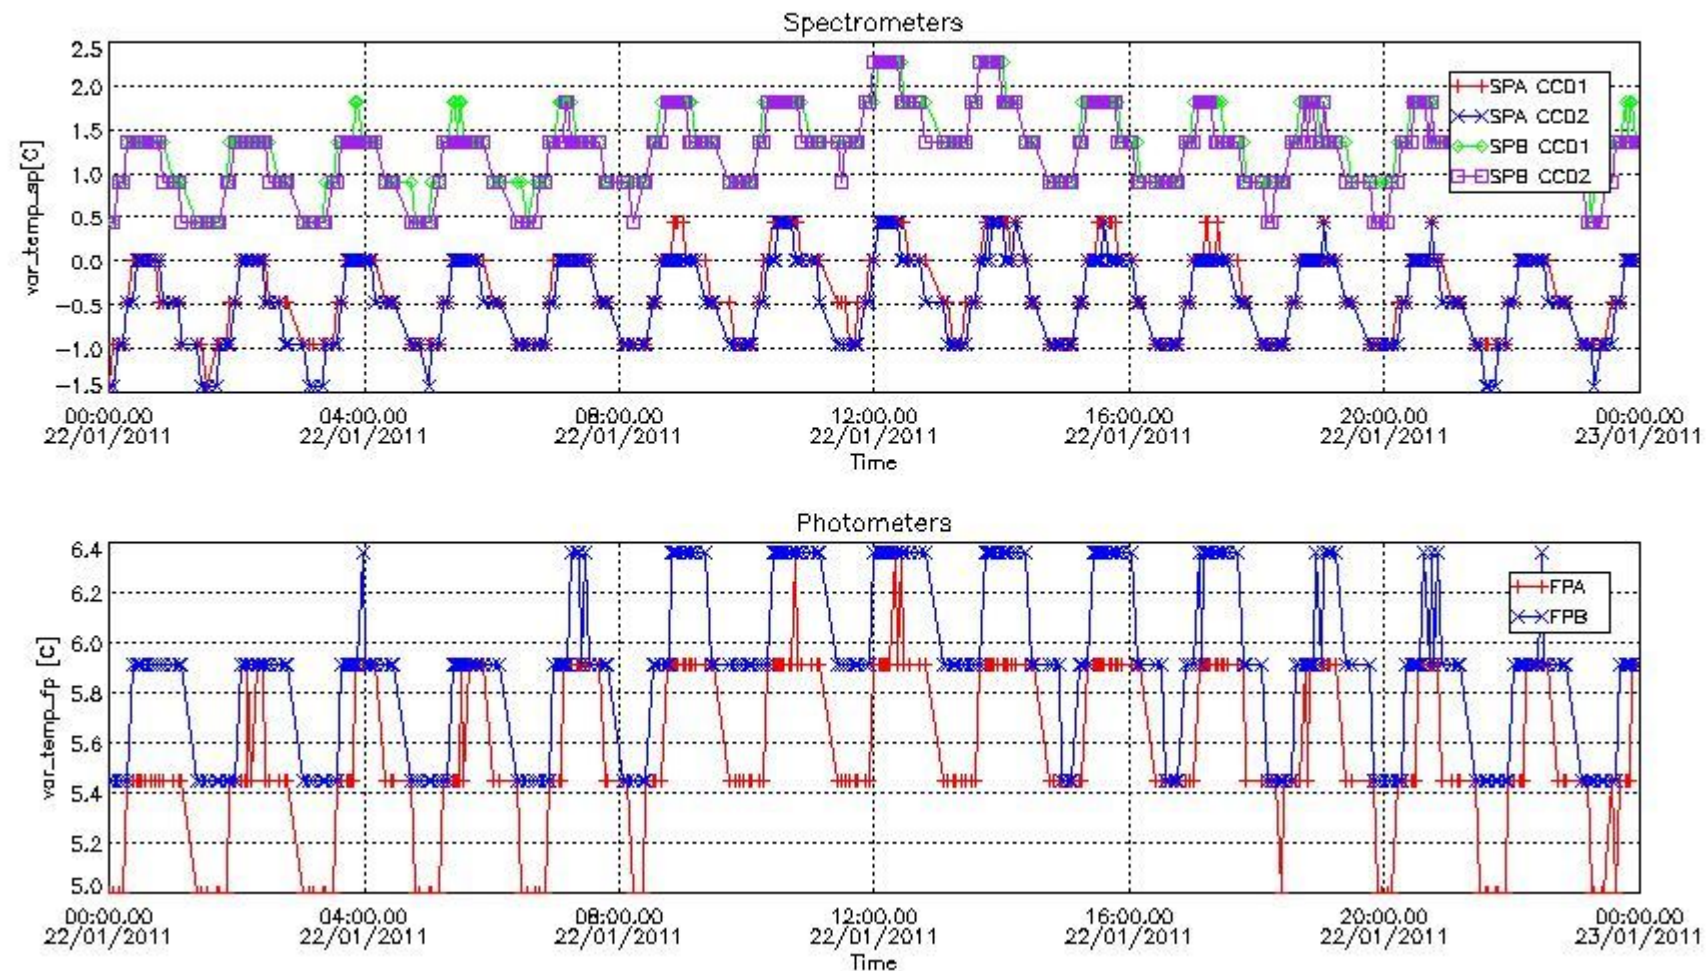 Spectrometers
2.5
2.0
1.5
1.0
0.5
0.0
-0.5
-1.0
-1.5
var_temp_sp[C]
SPA CCD1
SPA CCD2
SPB CCD1
SPB CCD2
00:00.00 04:00.00 08:00.00 12:00.00 16:00.00 20:00.00 00:00.00
22/01/2011 22/01/2011 22/01/2011 22/01/2011 22/01/2011 22/01/2011 23/01/2011
Time
Photometers
6.4
6.2
6.0
5.8
5.6
5.4
5.2
5.0
var_temp_fp [C]
FPA
FPB
00:00.00 04:00.00 08:00.00 12:00.00 16:00.00 20:00.00 00:00.00
22/01/2011 22/01/2011 22/01/2011 22/01/2011 22/01/2011 22/01/2011 23/01/2011
Time